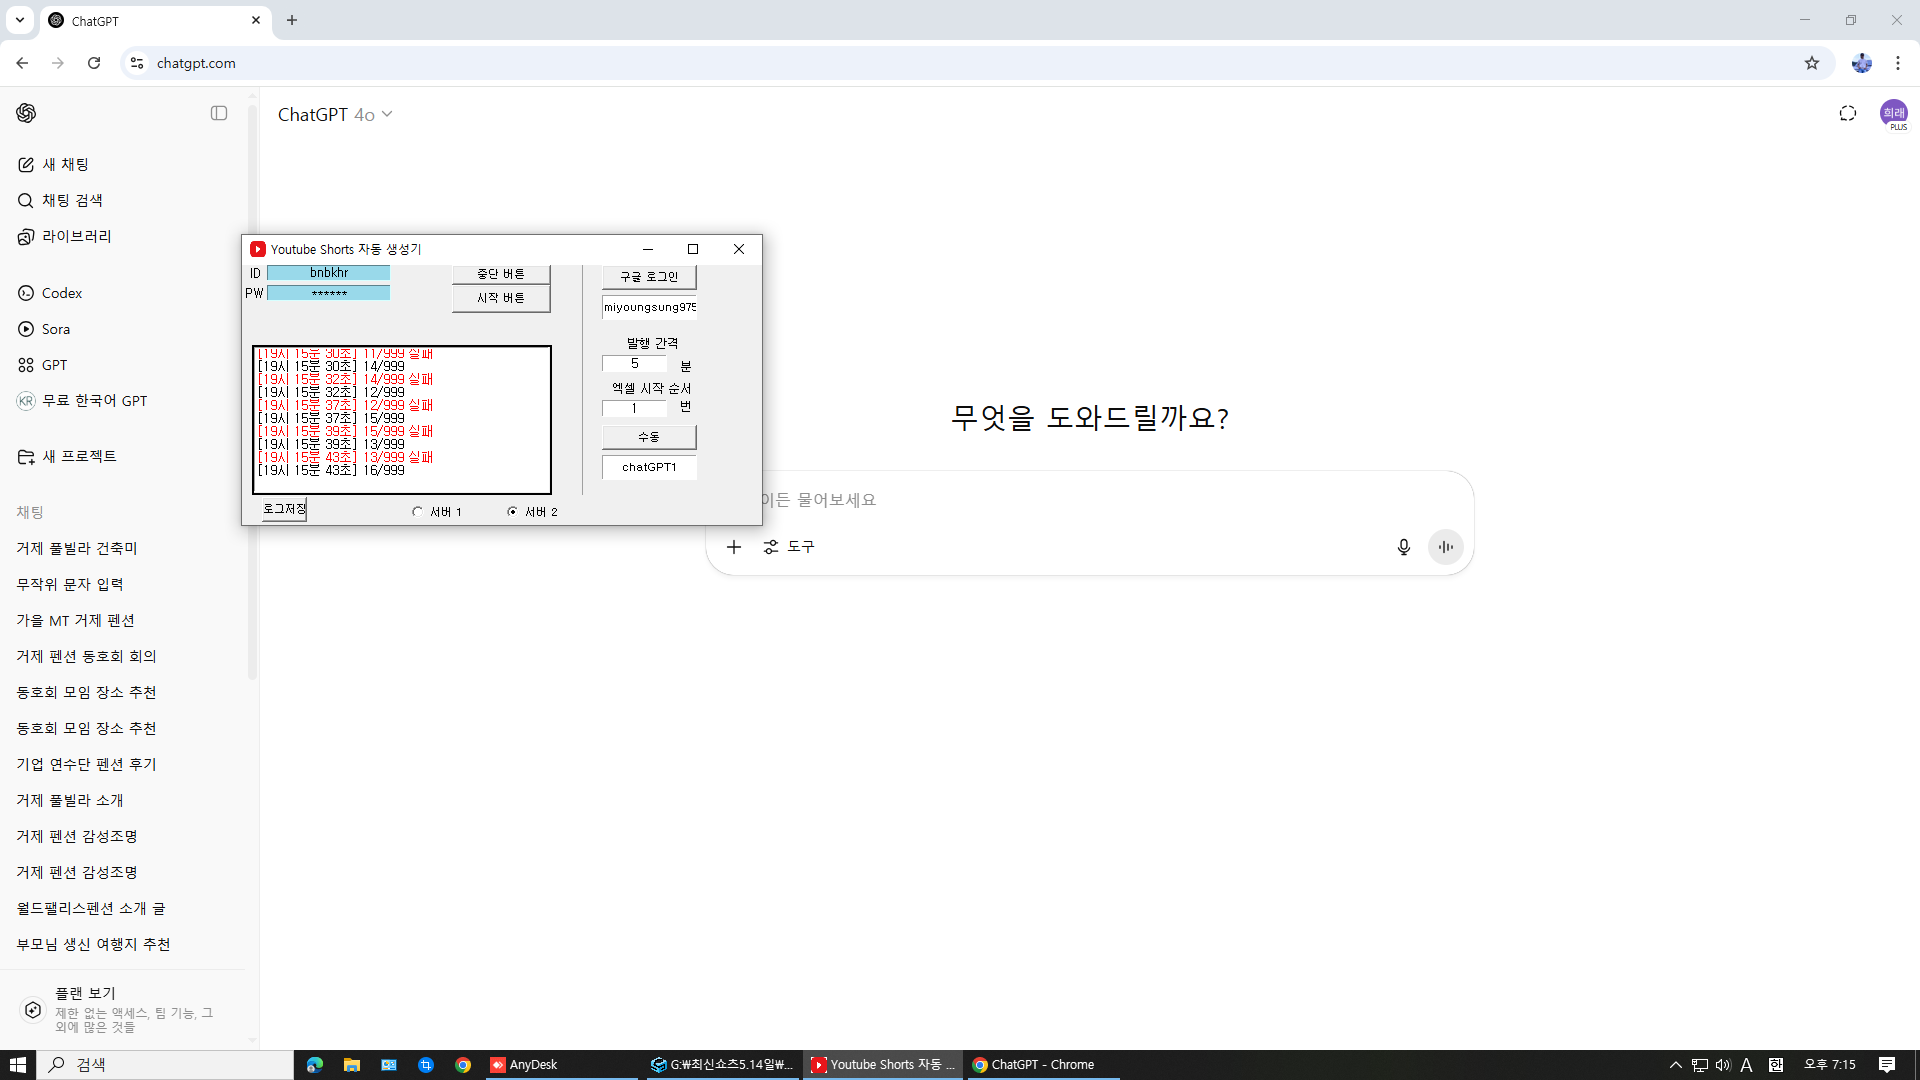 ChatGPT
chatgpt.com
ChatGPT 4o
희래
PLUS
새 채팅
채팅 검색
라이브러리
Codex
Sora
GPT
KR 무료 한국어 GPT
새 프로젝트
채팅
거제 풀빌라 건축미
무작위 문자 입력
가을 MT 거제 펜션
거제 펜션 동호회 회의
동호회 모임 장소 추천
동호회 모임 장소 추천
기업 연수단 펜션 후기
거제 풀빌라 소개
거제 펜션 감성조명
거제 펜션 감성조명
월드팰리스펜션 소개 글
부모님 생신 여행지 추천
플랜 보기
제한 없는 액세스, 팀 기능, 그
외에 많은 것들
Youtube Shorts 자동 생성기
ID bnbkhr
PW ******
중단 버튼
시작 버튼
구글 로그인
miyoungsung975
발행 간격
5 분
엑셀 시작 순서
1 번
수동
chatGPT1
[19시 15분 30초] 11/999 실패
[19시 15분 30초] 14/999
[19시 15분 32초] 14/999 실패
[19시 15분 32초] 12/999
[19시 15분 37초] 12/999 실패
[19시 15분 37초] 15/999
[19시 15분 39초] 15/999 실패
[19시 15분 39초] 13/999
[19시 15분 43초] 13/999 실패
[19시 15분 43초] 16/999
로그저장
서버 1
서버 2
무엇을 도와드릴까요?
이든 물어보세요
도구
검색
AnyDesk
G:₩최신쇼츠5.14일₩...
Youtube Shorts 자동 ...
ChatGPT - Chrome
A
한
오후 7:15